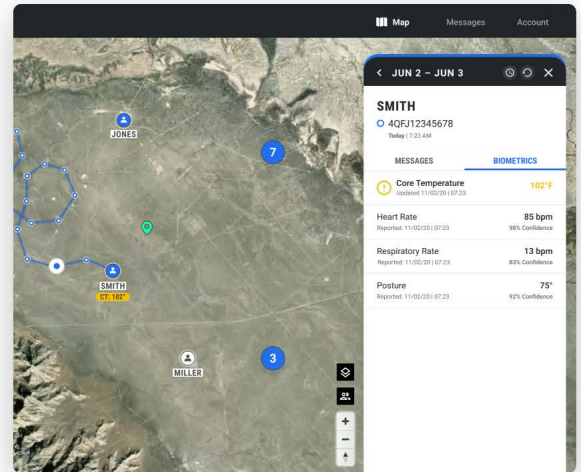 Map Messages Account
JUN 2 – JUN 3
SMITH
4QFJ12345678
Today | 7:23 AM
MESSAGES BIOMETRICS
Core Temperature 102°F
Updated 11/02/20 | 07:23
Heart Rate 85 bpm
Reported: 11/02/20 | 07:23 98% Confidence
Respiratory Rate 13 bpm
Reported: 11/02/20 | 07:23 83% Confidence
Posture 75°
Reported: 11/02/20 | 07:23 92% Confidence
JONES
7
SMITH
CT: 102°
MILLER
3
+
−